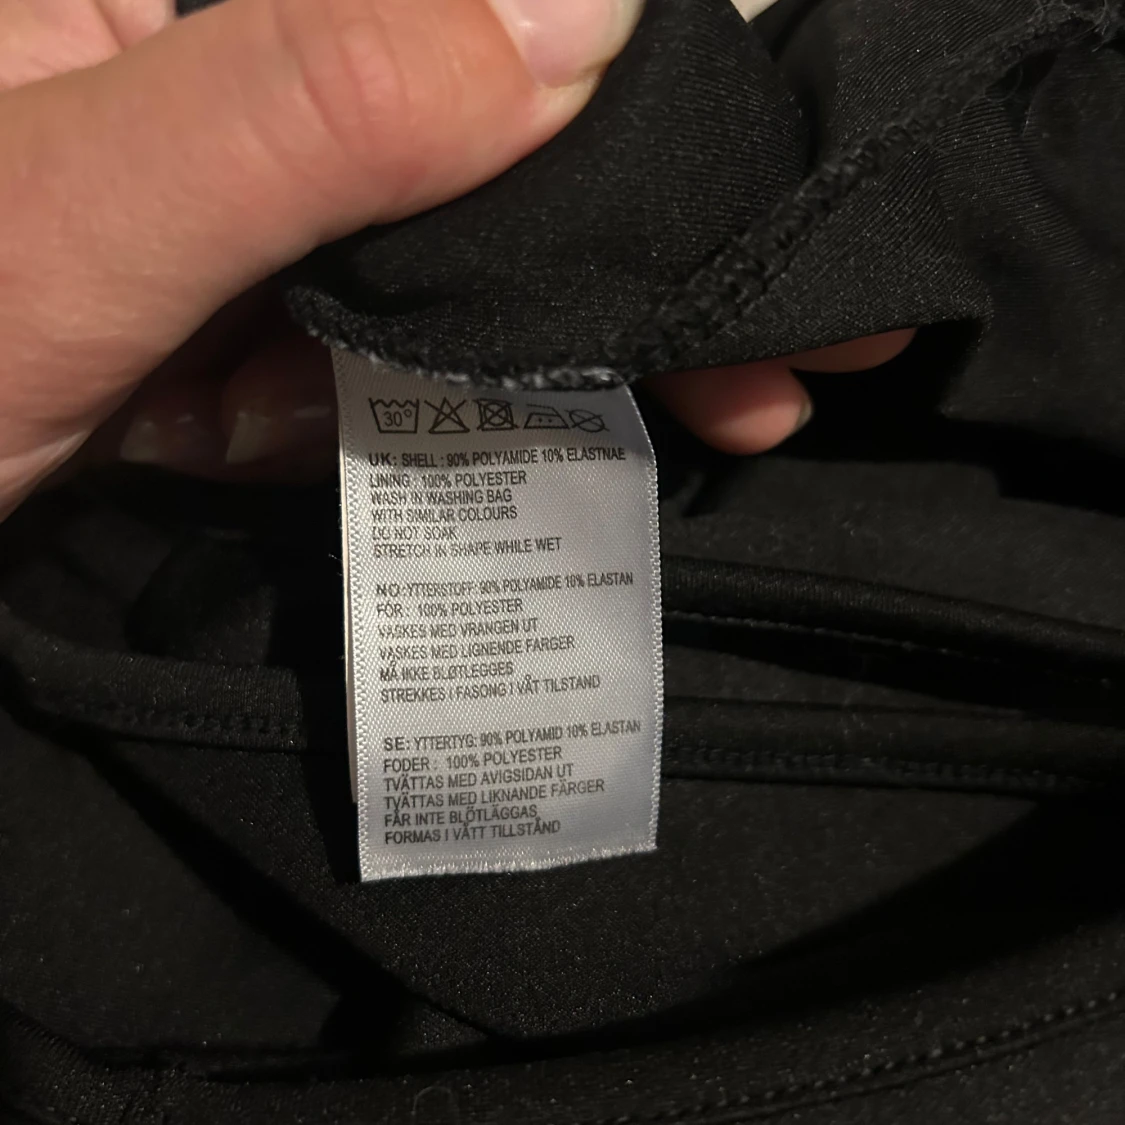 30°
UK: SHELL : 90% POLYAMIDE 10% ELASTNAE
LINING : 100% POLYESTER
WASH IN WASHING BAG
WITH SIMILAR COLOURS
DO NOT SOAK
STRETCH IN SHAPE WHILE WET
NO: YTTERSTOFF: 90% POLYAMIDE 10% ELASTAN
FÓR : 100% POLYESTER
VASKES MED VRANGEN UT
VASKES MED LIGNENDE FARGER
MÅ IKKE BLØTLEGGES
STREKKES I FASONG I VÅT TILSTAND
SE: YTTERTYG: 90% POLYAMID 10% ELASTAN
FODER : 100% POLYESTER
TVÄTTAS MED AVIGSIDAN UT
TVÄTTAS MED LIKNANDE FÄRGER
FÅR INTE BLÖTLÄGGAS
FORMAS I VÅTT TILLSTÅND